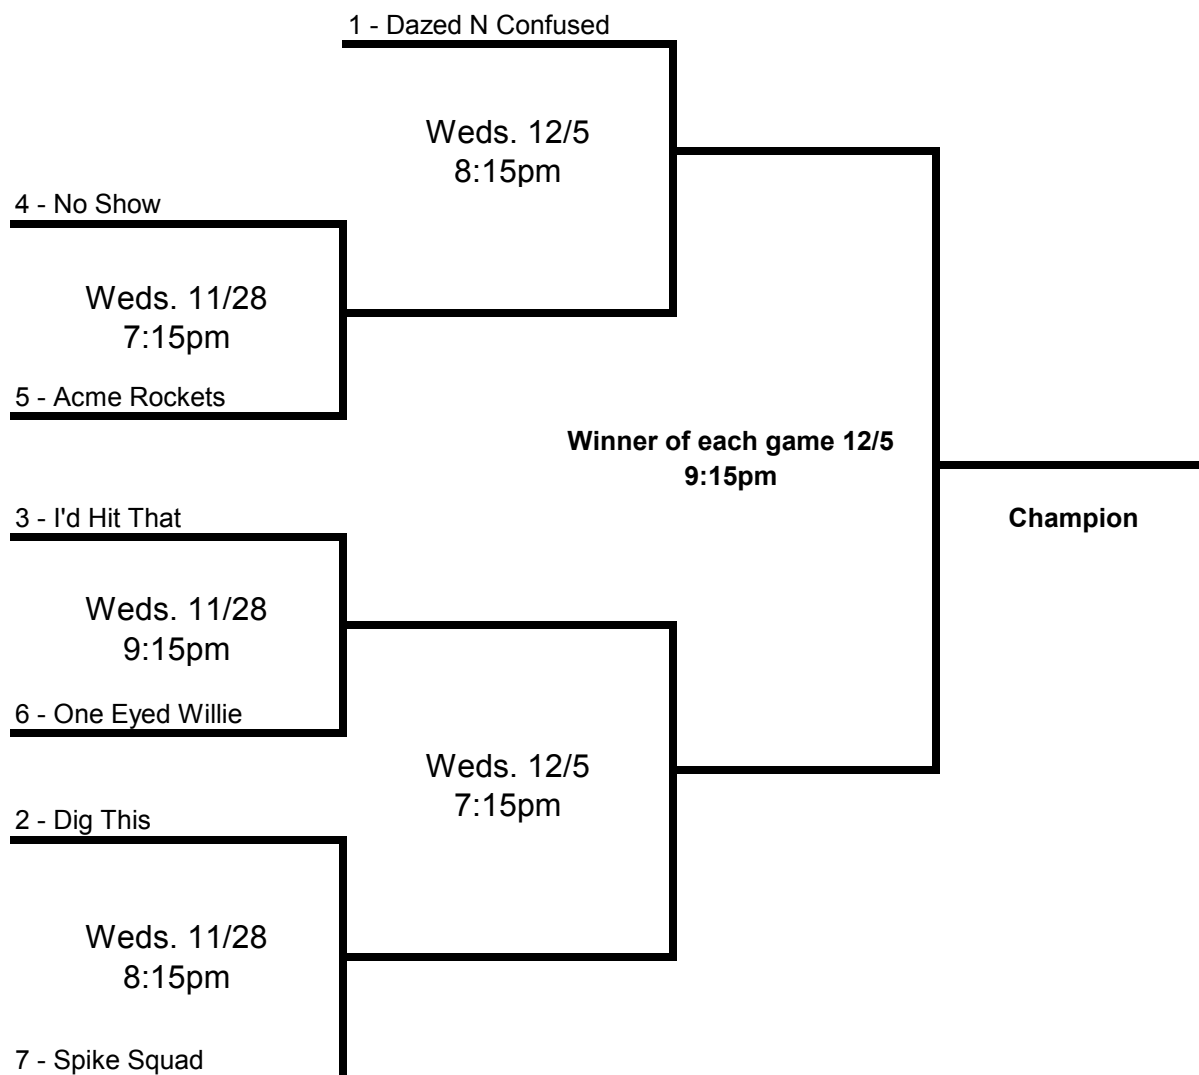 1 - Dazed N Confused
Weds. 12/5
8:15pm
4 - No Show
Weds. 11/28
7:15pm
5 - Acme Rockets
Winner of each game 12/5
9:15pm
Champion
3 - I'd Hit That
Weds. 11/28
9:15pm
6 - One Eyed Willie
Weds. 12/5
7:15pm
2 - Dig This
Weds. 11/28
8:15pm
7 - Spike Squad